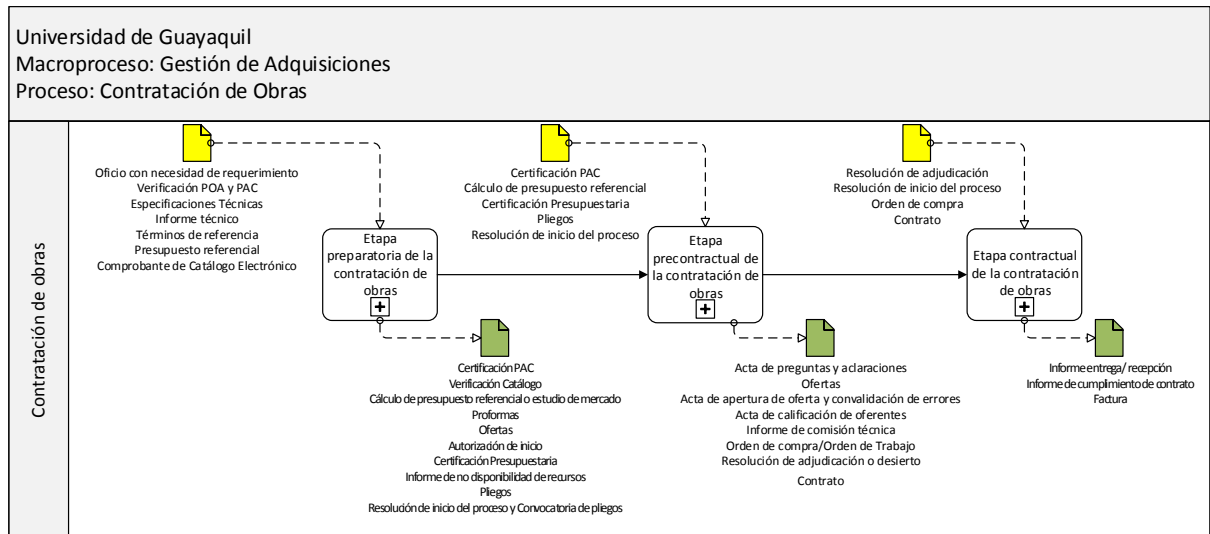 Universidad de Guayaquil
Macroproceso: Gestión de Adquisiciones
Proceso: Contratación de Obras
Contratación de obras
Oficio con necesidad de requerimiento
Verificación POA y PAC
Especificaciones Técnicas
Informe técnico
Términos de referencia
Presupuesto referencial
Comprobante de Catálogo Electrónico
Etapa
preparatoria de la
contratación de
obras
Certificación PAC
Verificación Catálogo
Cálculo de presupuesto referencial o estudio de mercado
Proformas
Ofertas
Autorización de inicio
Certificación Presupuestaria
Informe de no disponibilidad de recursos
Pliegos
Resolución de inicio del proceso y Convocatoria de pliegos
Certificación PAC
Cálculo de presupuesto referencial
Certificación Presupuestaria
Pliegos
Resolución de inicio del proceso
Etapa
precontractual de
la contratación de
obras
Acta de preguntas y aclaraciones
Ofertas
Acta de apertura de oferta y convalidación de errores
Acta de calificación de oferentes
Informe de comisión técnica
Orden de compra/Orden de Trabajo
Resolución de adjudicación o desierto
Contrato
Resolución de adjudicación
Resolución de inicio del proceso
Orden de compra
Contrato
Etapa contractual
de la contratación
de obras
Informe entrega/ recepción
Informe de cumplimiento de contrato
Factura